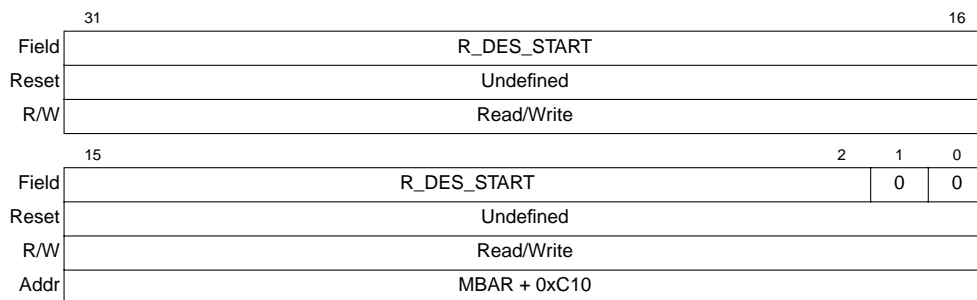 31 16
Field R_DES_START
Reset Undefined
R/W Read/Write
15 2 1 0
Field R_DES_START 0 0
Reset Undefined
R/W Read/Write
Addr MBAR + 0xC10